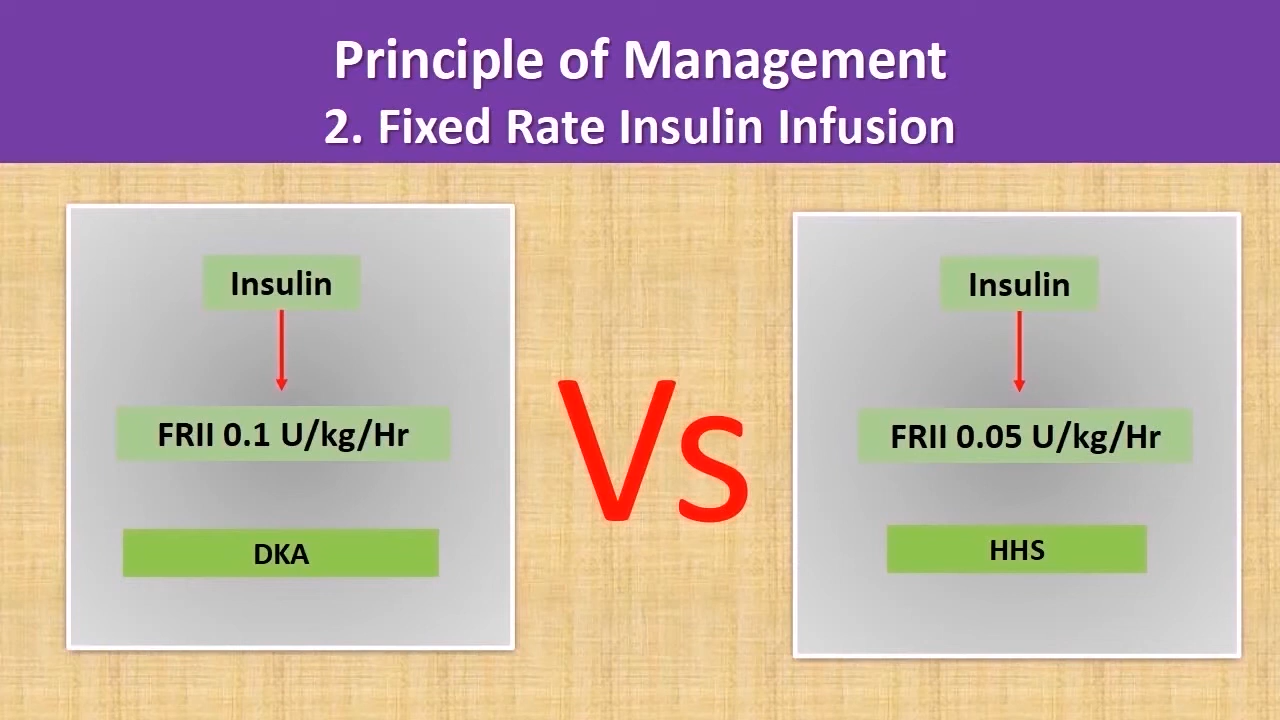 Principle of Management
2. Fixed Rate Insulin Infusion
Insulin
FRII 0.1 U/kg/Hr
DKA
Vs
Insulin
FRII 0.05 U/kg/Hr
HHS